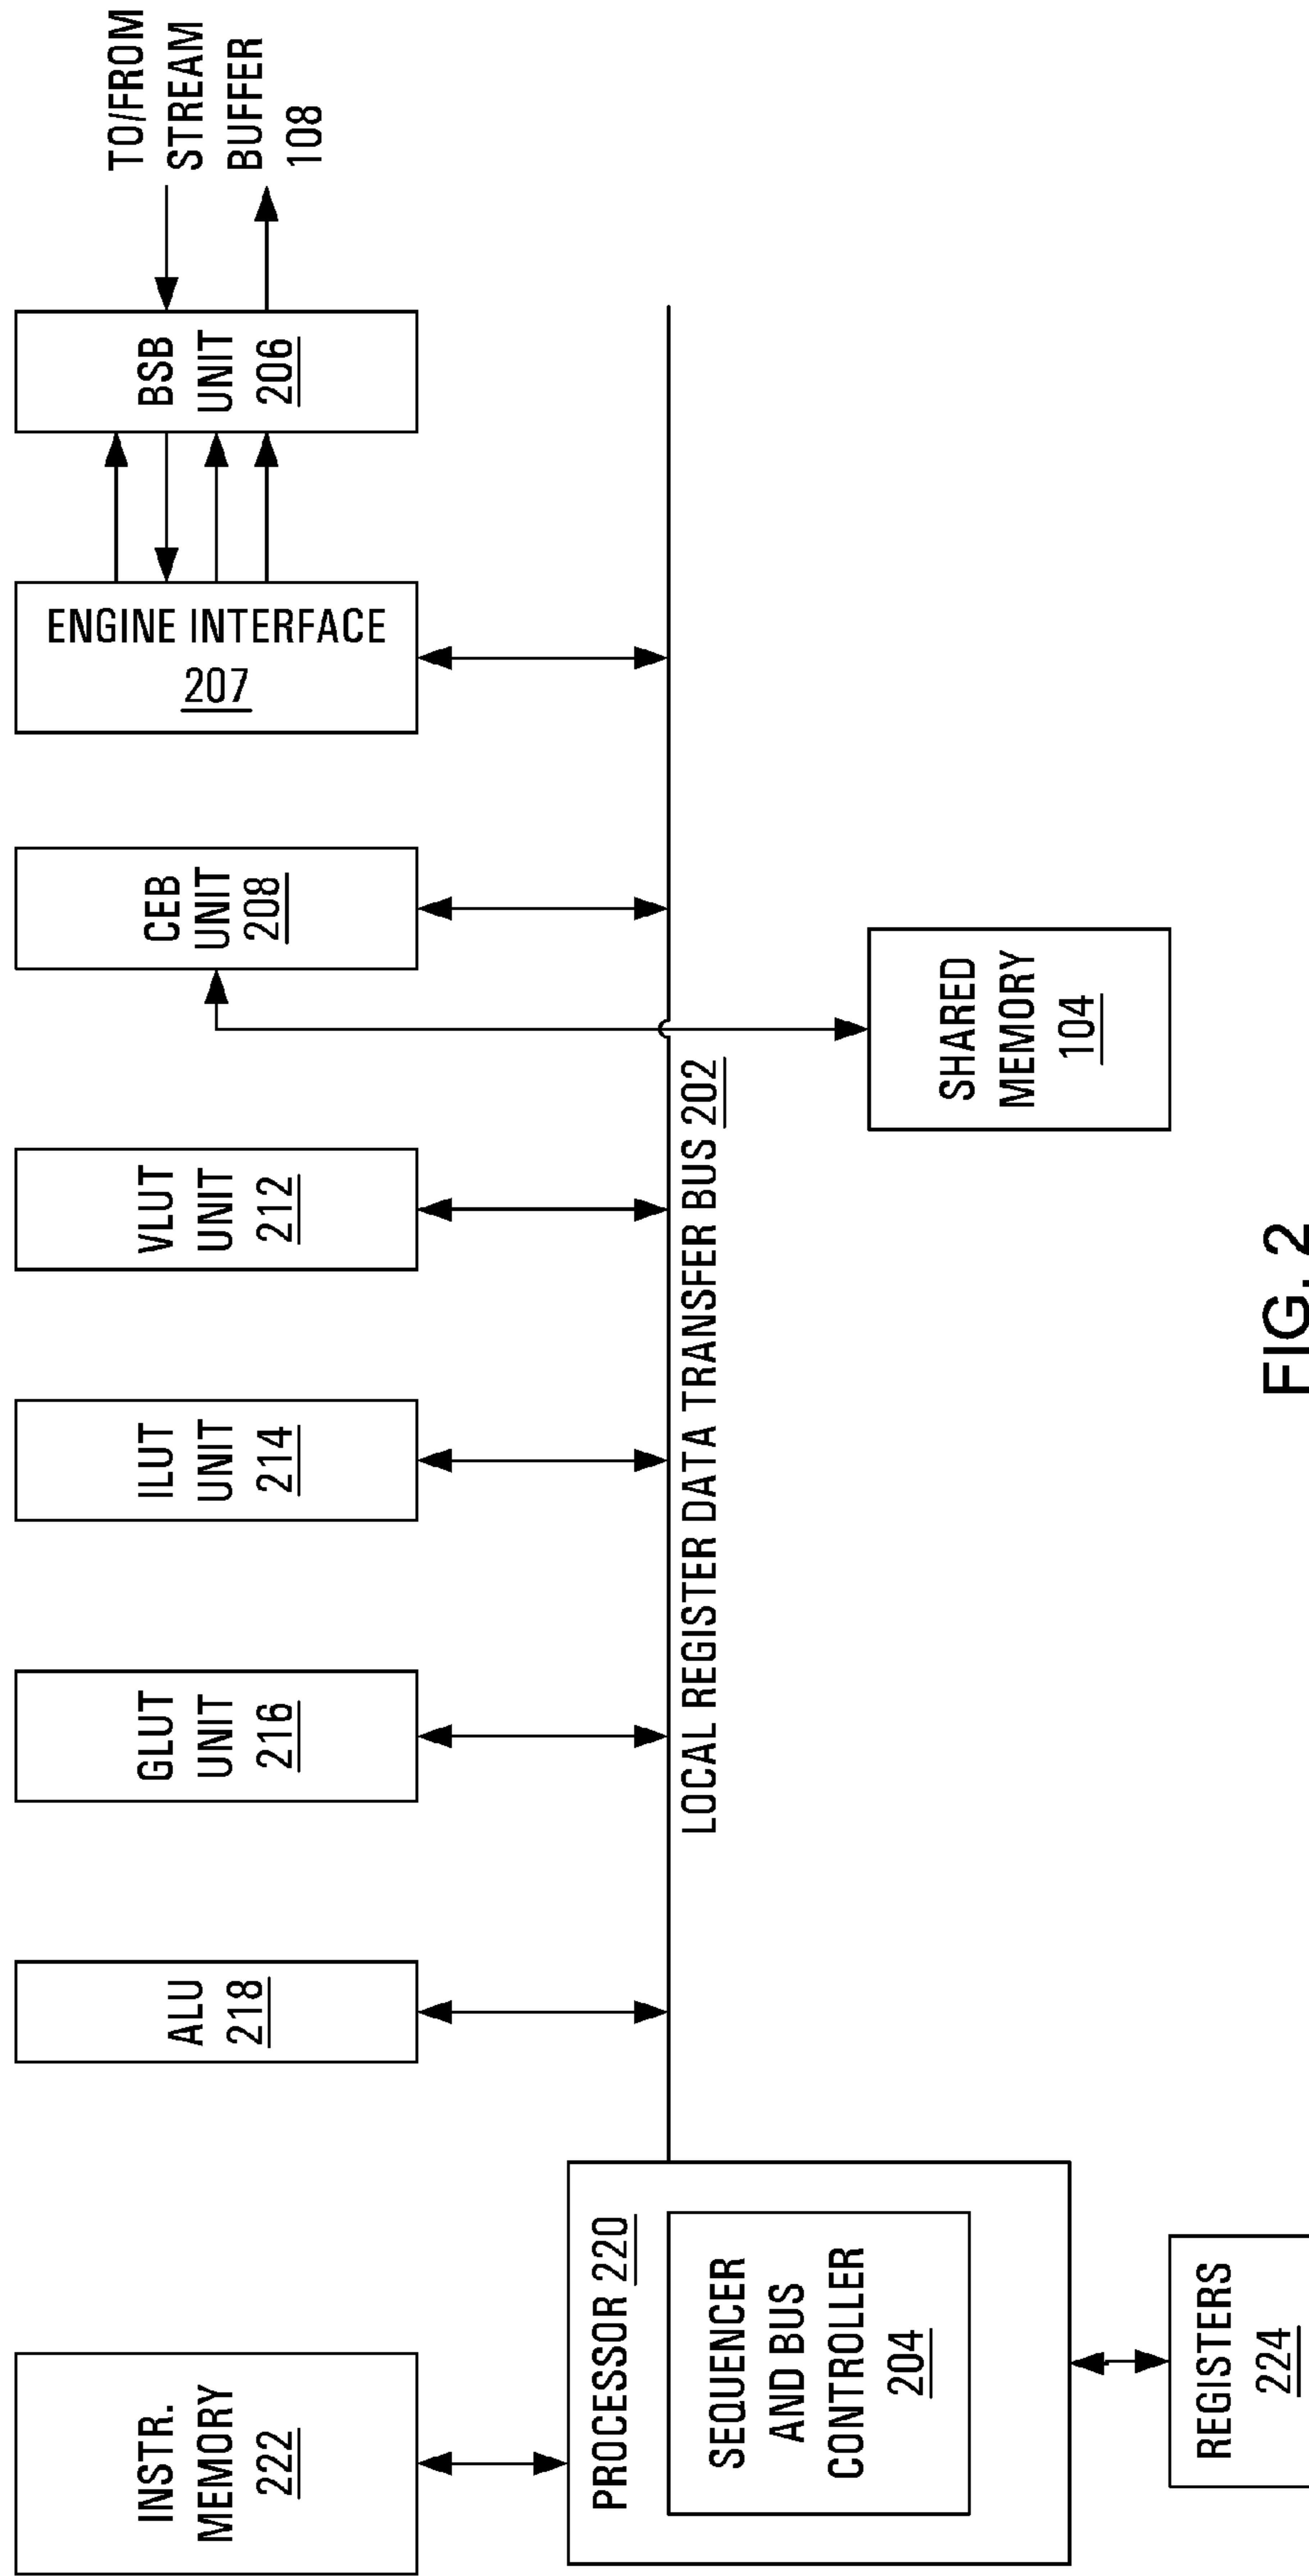 INSTR.
MEMORY
222
ALU
218
GLUT
UNIT
216
ILUT
UNIT
214
VLUT
UNIT
212
CEB
UNIT
208
ENGINE INTERFACE
207
BSB
UNIT
206
TO/FROM
STREAM
BUFFER
108
PROCESSOR 220
SEQUENCER
AND BUS
CONTROLLER
204
LOCAL REGISTER DATA TRANSFER BUS 202
SHARED
MEMORY
104
REGISTERS
224
FIG. 2